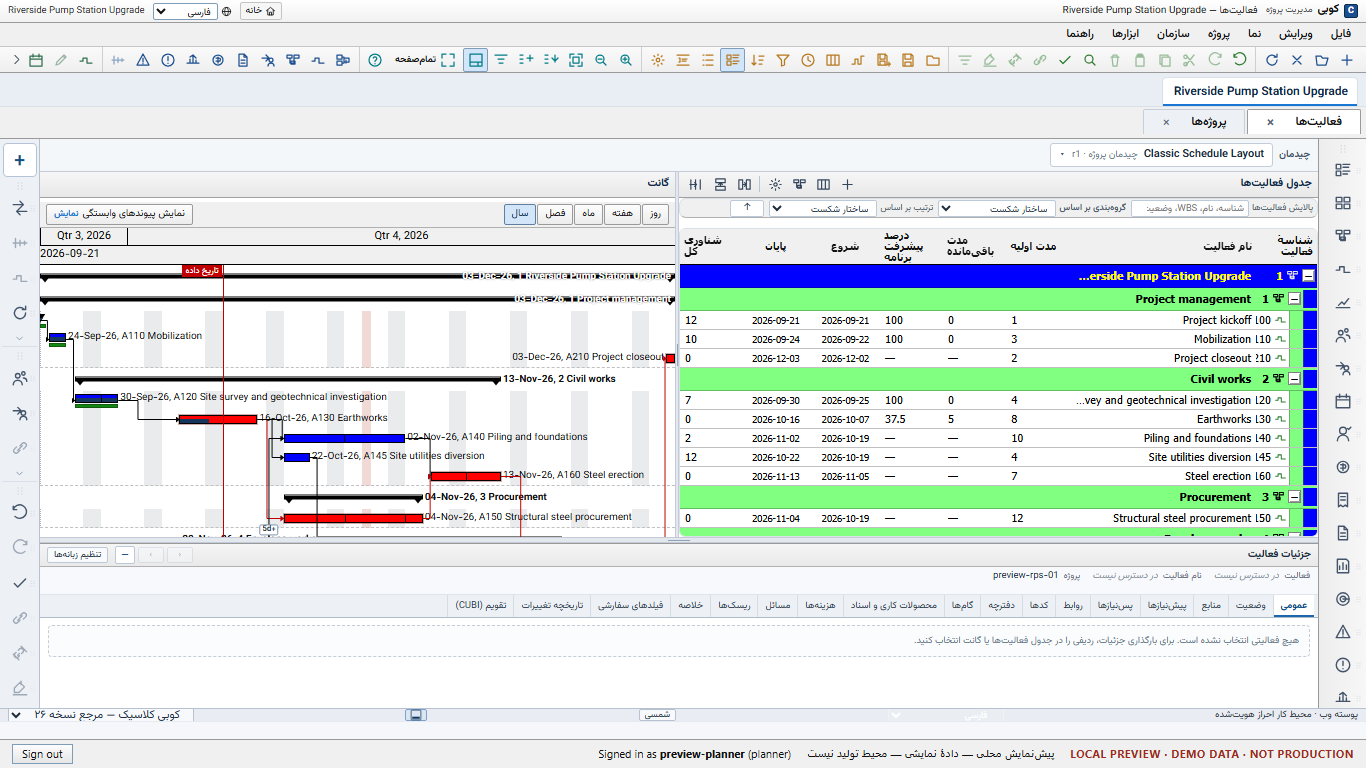 کوبی مدیریت پروژه فعالیت‌ها — Riverside Pump Station Upgrade
خانه
فارسی
Riverside Pump Station Upgrade
فایل ویرایش نما پروژه سازمان ابزارها راهنما
تمام‌صفحه
Riverside Pump Station Upgrade
فعالیت‌ها ×
پروژه‌ها ×
چیدمان Classic Schedule Layout چیدمان پروژه · r1
جدول فعالیت‌ها
پالایش فعالیت‌ها شناسه، نام، WBS، وضعیت گروه‌بندی بر اساس ساختار شکست ترتیب بر اساس ساختار شکست
شناسه فعالیت نام فعالیت مدت اولیه مدت باقی‌مانده درصد پیشرفت برنامه شروع پایان شناوری کل
1 ...erside Pump Station Upgrade
1 Project management
100 Project kickoff 1 0 100 2026-09-21 2026-09-21 12
110 Mobilization 3 0 100 2026-09-22 2026-09-24 10
210 Project closeout 2 — — 2026-12-02 2026-12-03 0
2 Civil works
120 ...vey and geotechnical investigation 4 0 100 2026-09-25 2026-09-30 7
130 Earthworks 8 5 37.5 2026-10-07 2026-10-16 0
140 Piling and foundations 10 — — 2026-10-19 2026-11-02 2
145 Site utilities diversion 4 — — 2026-10-19 2026-10-22 12
160 Steel erection 7 — — 2026-11-05 2026-11-13 0
3 Procurement
150 Structural steel procurement 12 — — 2026-10-19 2026-11-04 0
گانت
روز هفته ماه فصل سال
نمایش پیوندهای وابستگی نمایش
Qtr 3, 2026 Qtr 4, 2026
2026-09-21
تاریخ داده
03-Dec-26, 1 Riverside Pump Station Upgrade
03-Dec-26, 1 Project management
24-Sep-26, A110 Mobilization
03-Dec-26, A210 Project closeout
13-Nov-26, 2 Civil works
30-Sep-26, A120 Site survey and geotechnical investigation
16-Oct-26, A130 Earthworks
02-Nov-26, A140 Piling and foundations
22-Oct-26, A145 Site utilities diversion
13-Nov-26, A160 Steel erection
04-Nov-26, 3 Procurement
04-Nov-26, A150 Structural steel procurement
جزئیات فعالیت
تنظیم زبانه‌ها
فعالیت در دسترس نیست نام فعالیت در دسترس نیست پروژه preview-rps-01
عمومی وضعیت منابع پیش‌نیازها پس‌نیازها روابط کدها دفترچه گام‌ها محصولات کاری و اسناد هزینه‌ها مسائل ریسک‌ها خلاصه فیلدهای سفارشی تاریخچه تغییرات تقویم (CUBI)
هیچ فعالیتی انتخاب نشده است. برای بارگذاری جزئیات، ردیفی را در جدول فعالیت‌ها یا گانت انتخاب کنید.
پوسته وب · محیط کار احراز هویت‌شده
فارسی
شمسی
کوبی کلاسیک — مرجع نسخه ۲۶
LOCAL PREVIEW · DEMO DATA · NOT PRODUCTION
پیش‌نمایش محلی — دادهٔ نمایشی — محیط تولید نیست
Signed in as preview-planner (planner)
Sign out